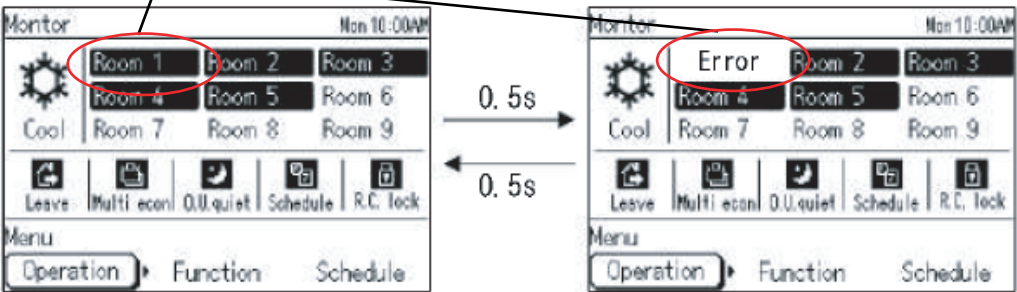 Monitor Mon 10:00AM
Room 1 Room 2 Room 3
Room 4 Room 5 Room 6
Cool Room 7 Room 8 Room 9
Leave Multi econ O.U.quiet Schedule R.C. lock
Menu
Operation Function Schedule
0.5s
0.5s
Monitor Mon 10:00AM
Error Room 2 Room 3
Room 4 Room 5 Room 6
Cool Room 7 Room 8 Room 9
Leave Multi econ O.U.quiet Schedule R.C. lock
Menu
Operation Function Schedule